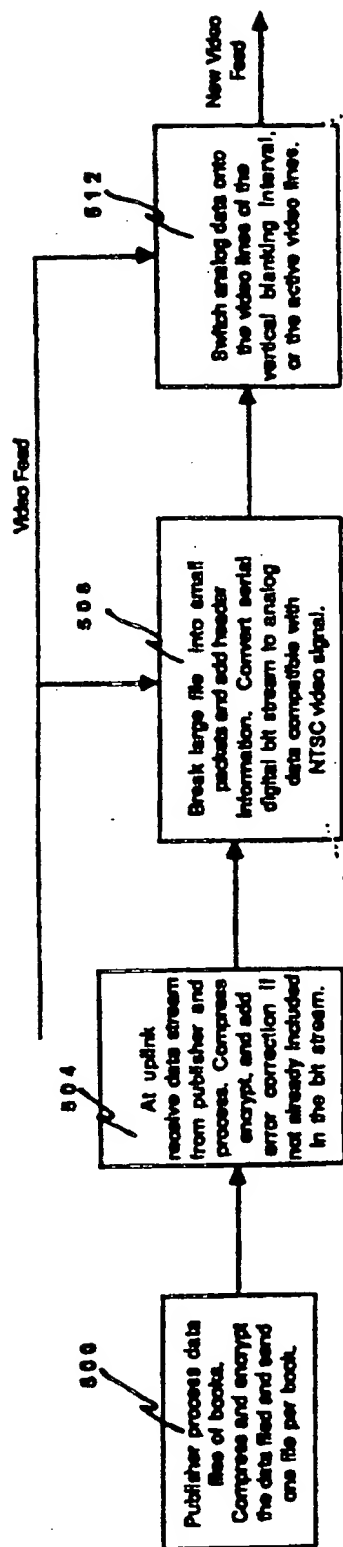 Video Feed
800
Publisher process data
files of books.
Compress and encrypt
the data filed and send
one file per book.
804
At uplink
receive data stream
from publisher and
process. Compress
encrypt, and add
error correction if
not already included
in the bit stream.
508
Break large file into small
packets and add header
information. Convert serial
digital bit stream to analog
data compatible with
NTSC video signal.
512
Switch analog data onto
the video lines of the
vertical blanking interval,
or the active video lines.
New Video
Feed